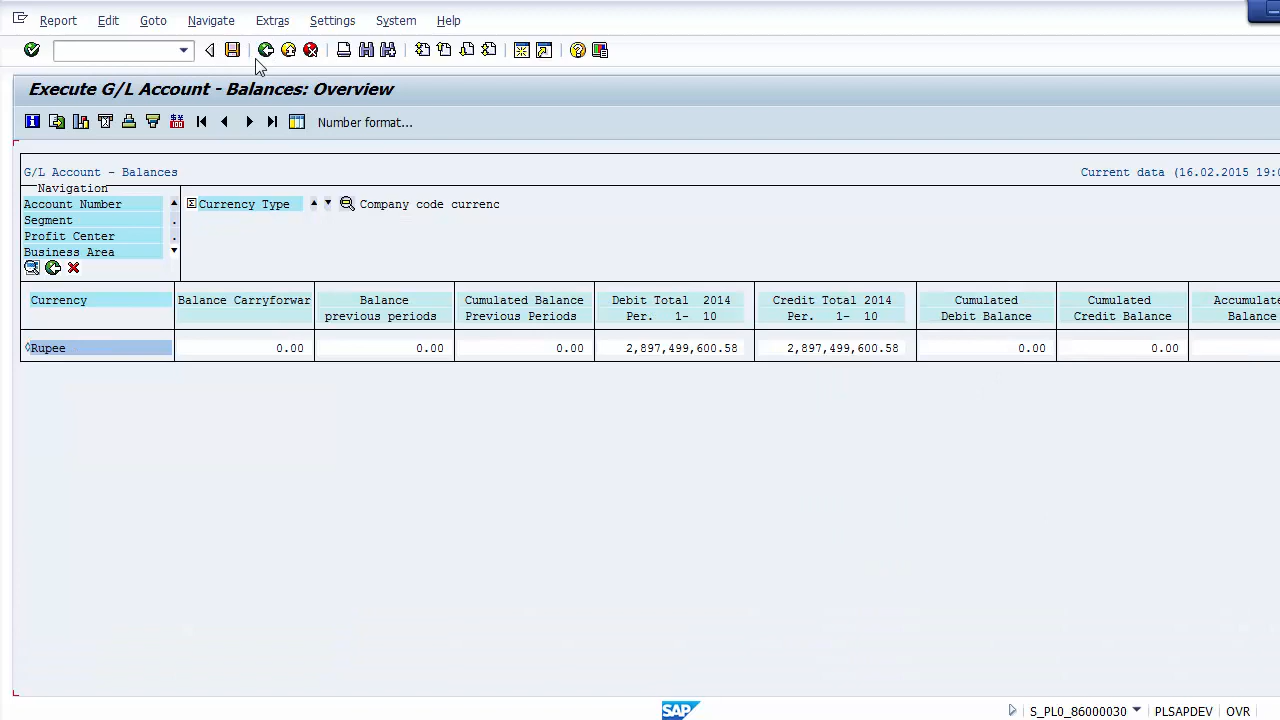 Report Edit Goto Navigate Extras Settings System Help
Execute G/L Account - Balances: Overview
Number format...
G/L Account - Balances Current data (16.02.2015 19:0
Navigation
Account Number Currency Type Company code currenc
Segment
Profit Center
Business Area
Currency Balance Carryforwar Balance Cumulated Balance Debit Total 2014 Credit Total 2014 Cumulated Cumulated Accumulat
previous periods Previous Periods Per. 1- 10 Per. 1- 10 Debit Balance Credit Balance Balance
Rupee 0.00 0.00 0.00 2,897,499,600.58 2,897,499,600.58 0.00 0.00
SAP S_PL0_86000030 PLSAPDEV OVR